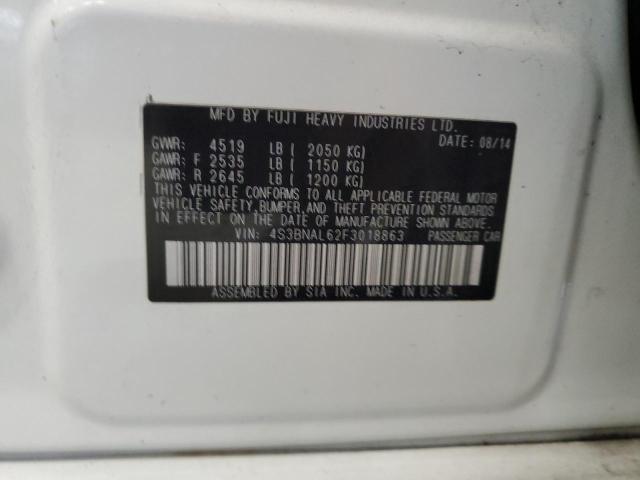 MFD BY FUJI HEAVY INDUSTRIES LTD.
GVWR: 4519 LB ( 2050 KG) DATE: 08/14
GAWR: F 2535 LB ( 1150 KG)
GAWR: R 2645 LB ( 1200 KG)
THIS VEHICLE CONFORMS TO ALL APPLICABLE FEDERAL MOTOR
VEHICLE SAFETY, BUMPER, AND THEFT PREVENTION STANDARDS
IN EFFECT ON THE DATE OF MANUFACTURE SHOWN ABOVE.
VIN: 4S3BNAL62F3018863 PASSENGER CAR
ASSEMBLED BY SIA INC. MADE IN U.S.A.